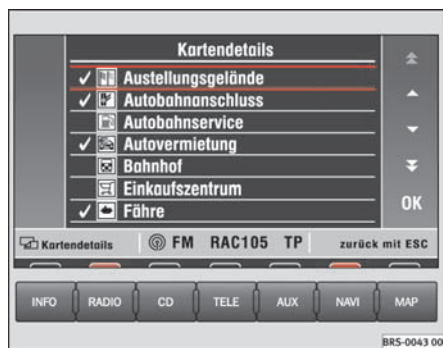 Kartendetails
✓ Austellungsgelände
✓ Autobahnanschluss
Autobahnservice
✓ Autovermietung
Bahnhof
Einkaufszentrum
✓ Fähre
OK
Kartendetails FM RAC105 TP zurück mit ESC
INFO RADIO CD TELE AUX NAVI MAP
BRS-0043 00